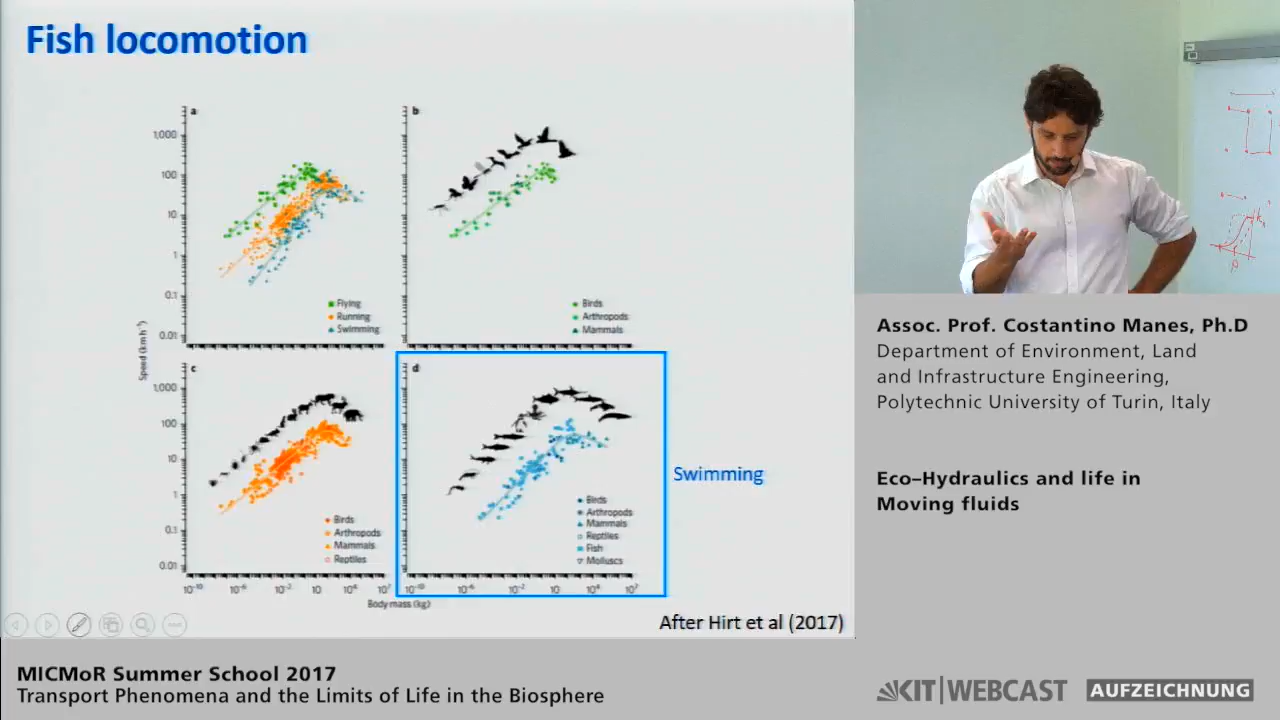 Fish locomotion
a
1,000
100
10
1
0.1
0.01
Flying
Running
Swimming
b
Birds
Arthropods
Mammals
Speed (km h⁻¹)
c
1,000
100
10
1
0.1
0.01
Birds
Arthropods
Mammals
Reptiles
10⁻¹⁰ 10⁻⁶ 10⁻² 10 10⁴ 10⁷
d
Birds
Arthropods
Mammals
Reptiles
Fish
Molluscs
10⁻¹⁰ 10⁻⁶ 10⁻² 10 10⁴ 10⁷
Body mass (kg)
Swimming
After Hirt et al (2017)
Assoc. Prof. Costantino Manes, Ph.D
Department of Environment, Land
and Infrastructure Engineering,
Polytechnic University of Turin, Italy
Eco–Hydraulics and life in
Moving fluids
MICMoR Summer School 2017
Transport Phenomena and the Limits of Life in the Biosphere
KIT|WEBCAST
AUFZEICHNUNG